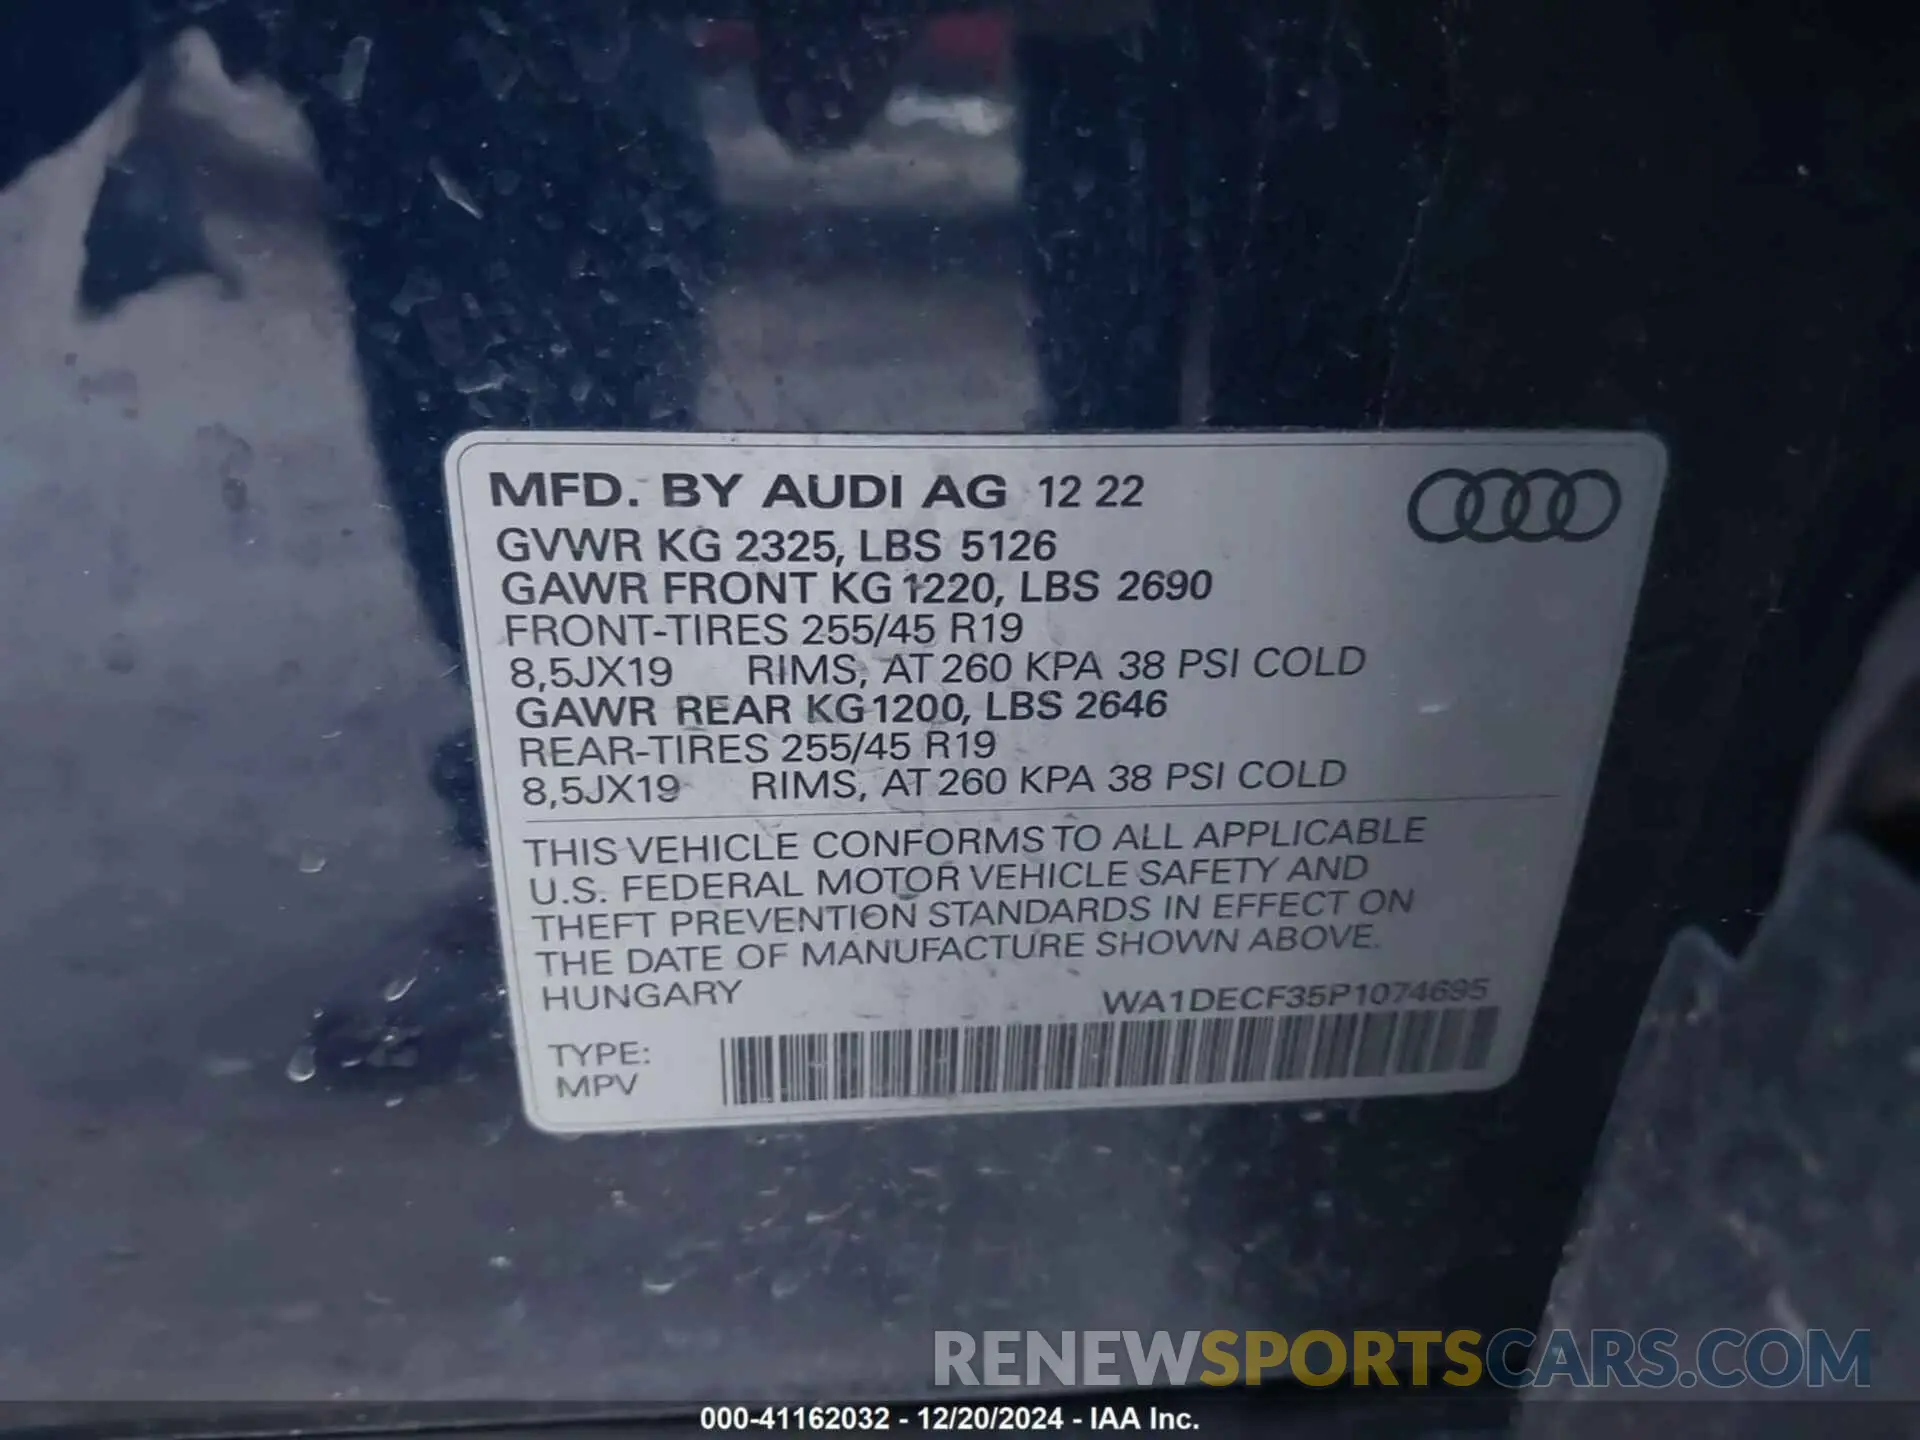 MFD. BY AUDI AG 12 22
GVWR KG 2325, LBS 5126
GAWR FRONT KG 1220, LBS 2690
FRONT-TIRES 255/45 R19
8,5JX19 RIMS, AT 260 KPA 38 PSI COLD
GAWR REAR KG 1200, LBS 2646
REAR-TIRES 255/45 R19
8,5JX19 RIMS, AT 260 KPA 38 PSI COLD
THIS VEHICLE CONFORMS TO ALL APPLICABLE
U.S. FEDERAL MOTOR VEHICLE SAFETY AND
THEFT PREVENTION STANDARDS IN EFFECT ON
THE DATE OF MANUFACTURE SHOWN ABOVE.
HUNGARY WA1DECF35P1074695
TYPE:
MPV
RENEWSPORTSCARS.COM
000-41162032 - 12/20/2024 - IAA Inc.